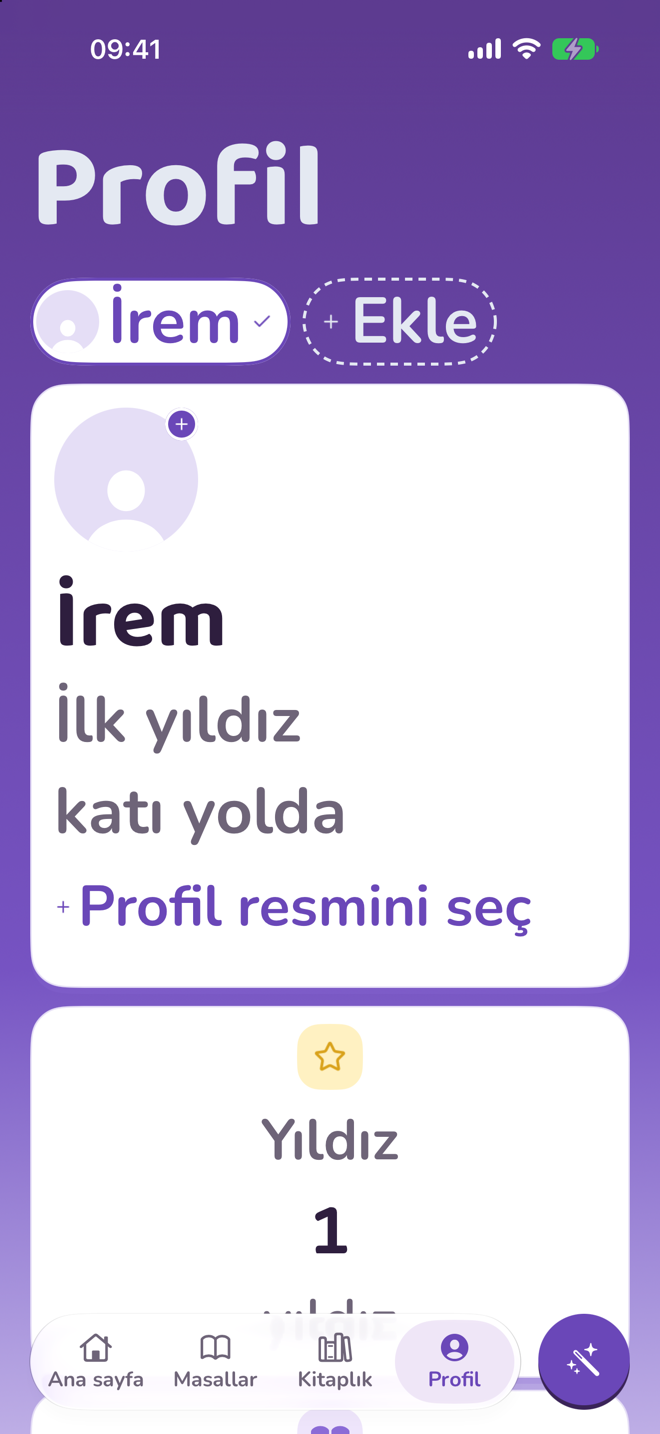 09:41
Profil
İrem
+ Ekle
İrem
İlk yıldız
katı yolda
+ Profil resmini seç
Yıldız
1
yıldız
Ana sayfa
Masallar
Kitaplık
Profil